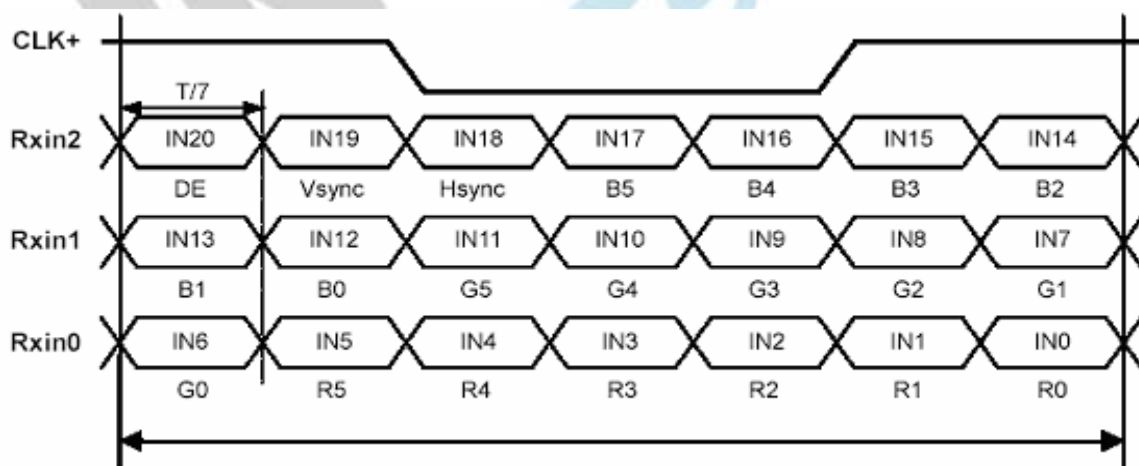 CLK+
T/7
Rxin2 IN20 IN19 IN18 IN17 IN16 IN15 IN14
DE Vsync Hsync B5 B4 B3 B2
Rxin1 IN13 IN12 IN11 IN10 IN9 IN8 IN7
B1 B0 G5 G4 G3 G2 G1
Rxin0 IN6 IN5 IN4 IN3 IN2 IN1 IN0
G0 R5 R4 R3 R2 R1 R0